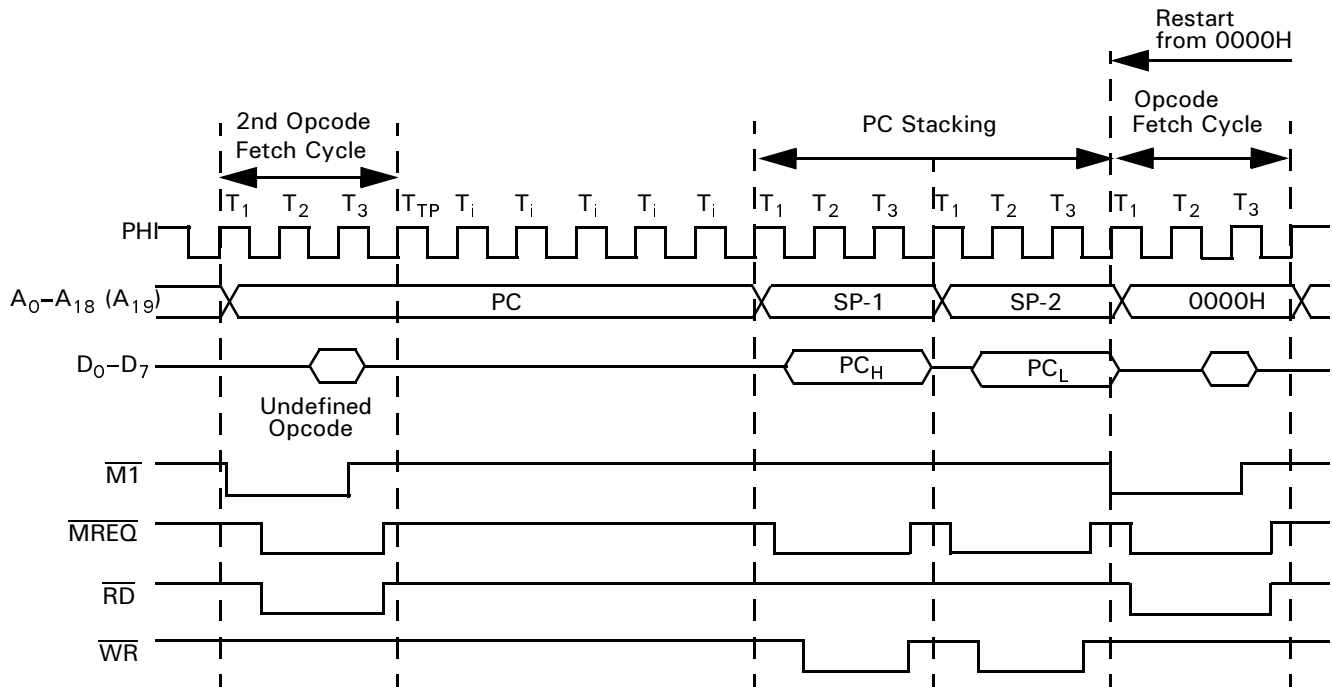 Restart
from 0000H
2nd Opcode
Fetch Cycle
PC Stacking
Opcode
Fetch Cycle
T1 T2 T3 TTP Ti Ti Ti Ti Ti T1 T2 T3 T1 T2 T3 T1 T2 T3
PHI
A0–A18 (A19) PC SP-1 SP-2 0000H
D0–D7 PCH PCL
Undefined
Opcode
M1
MREQ
RD
WR